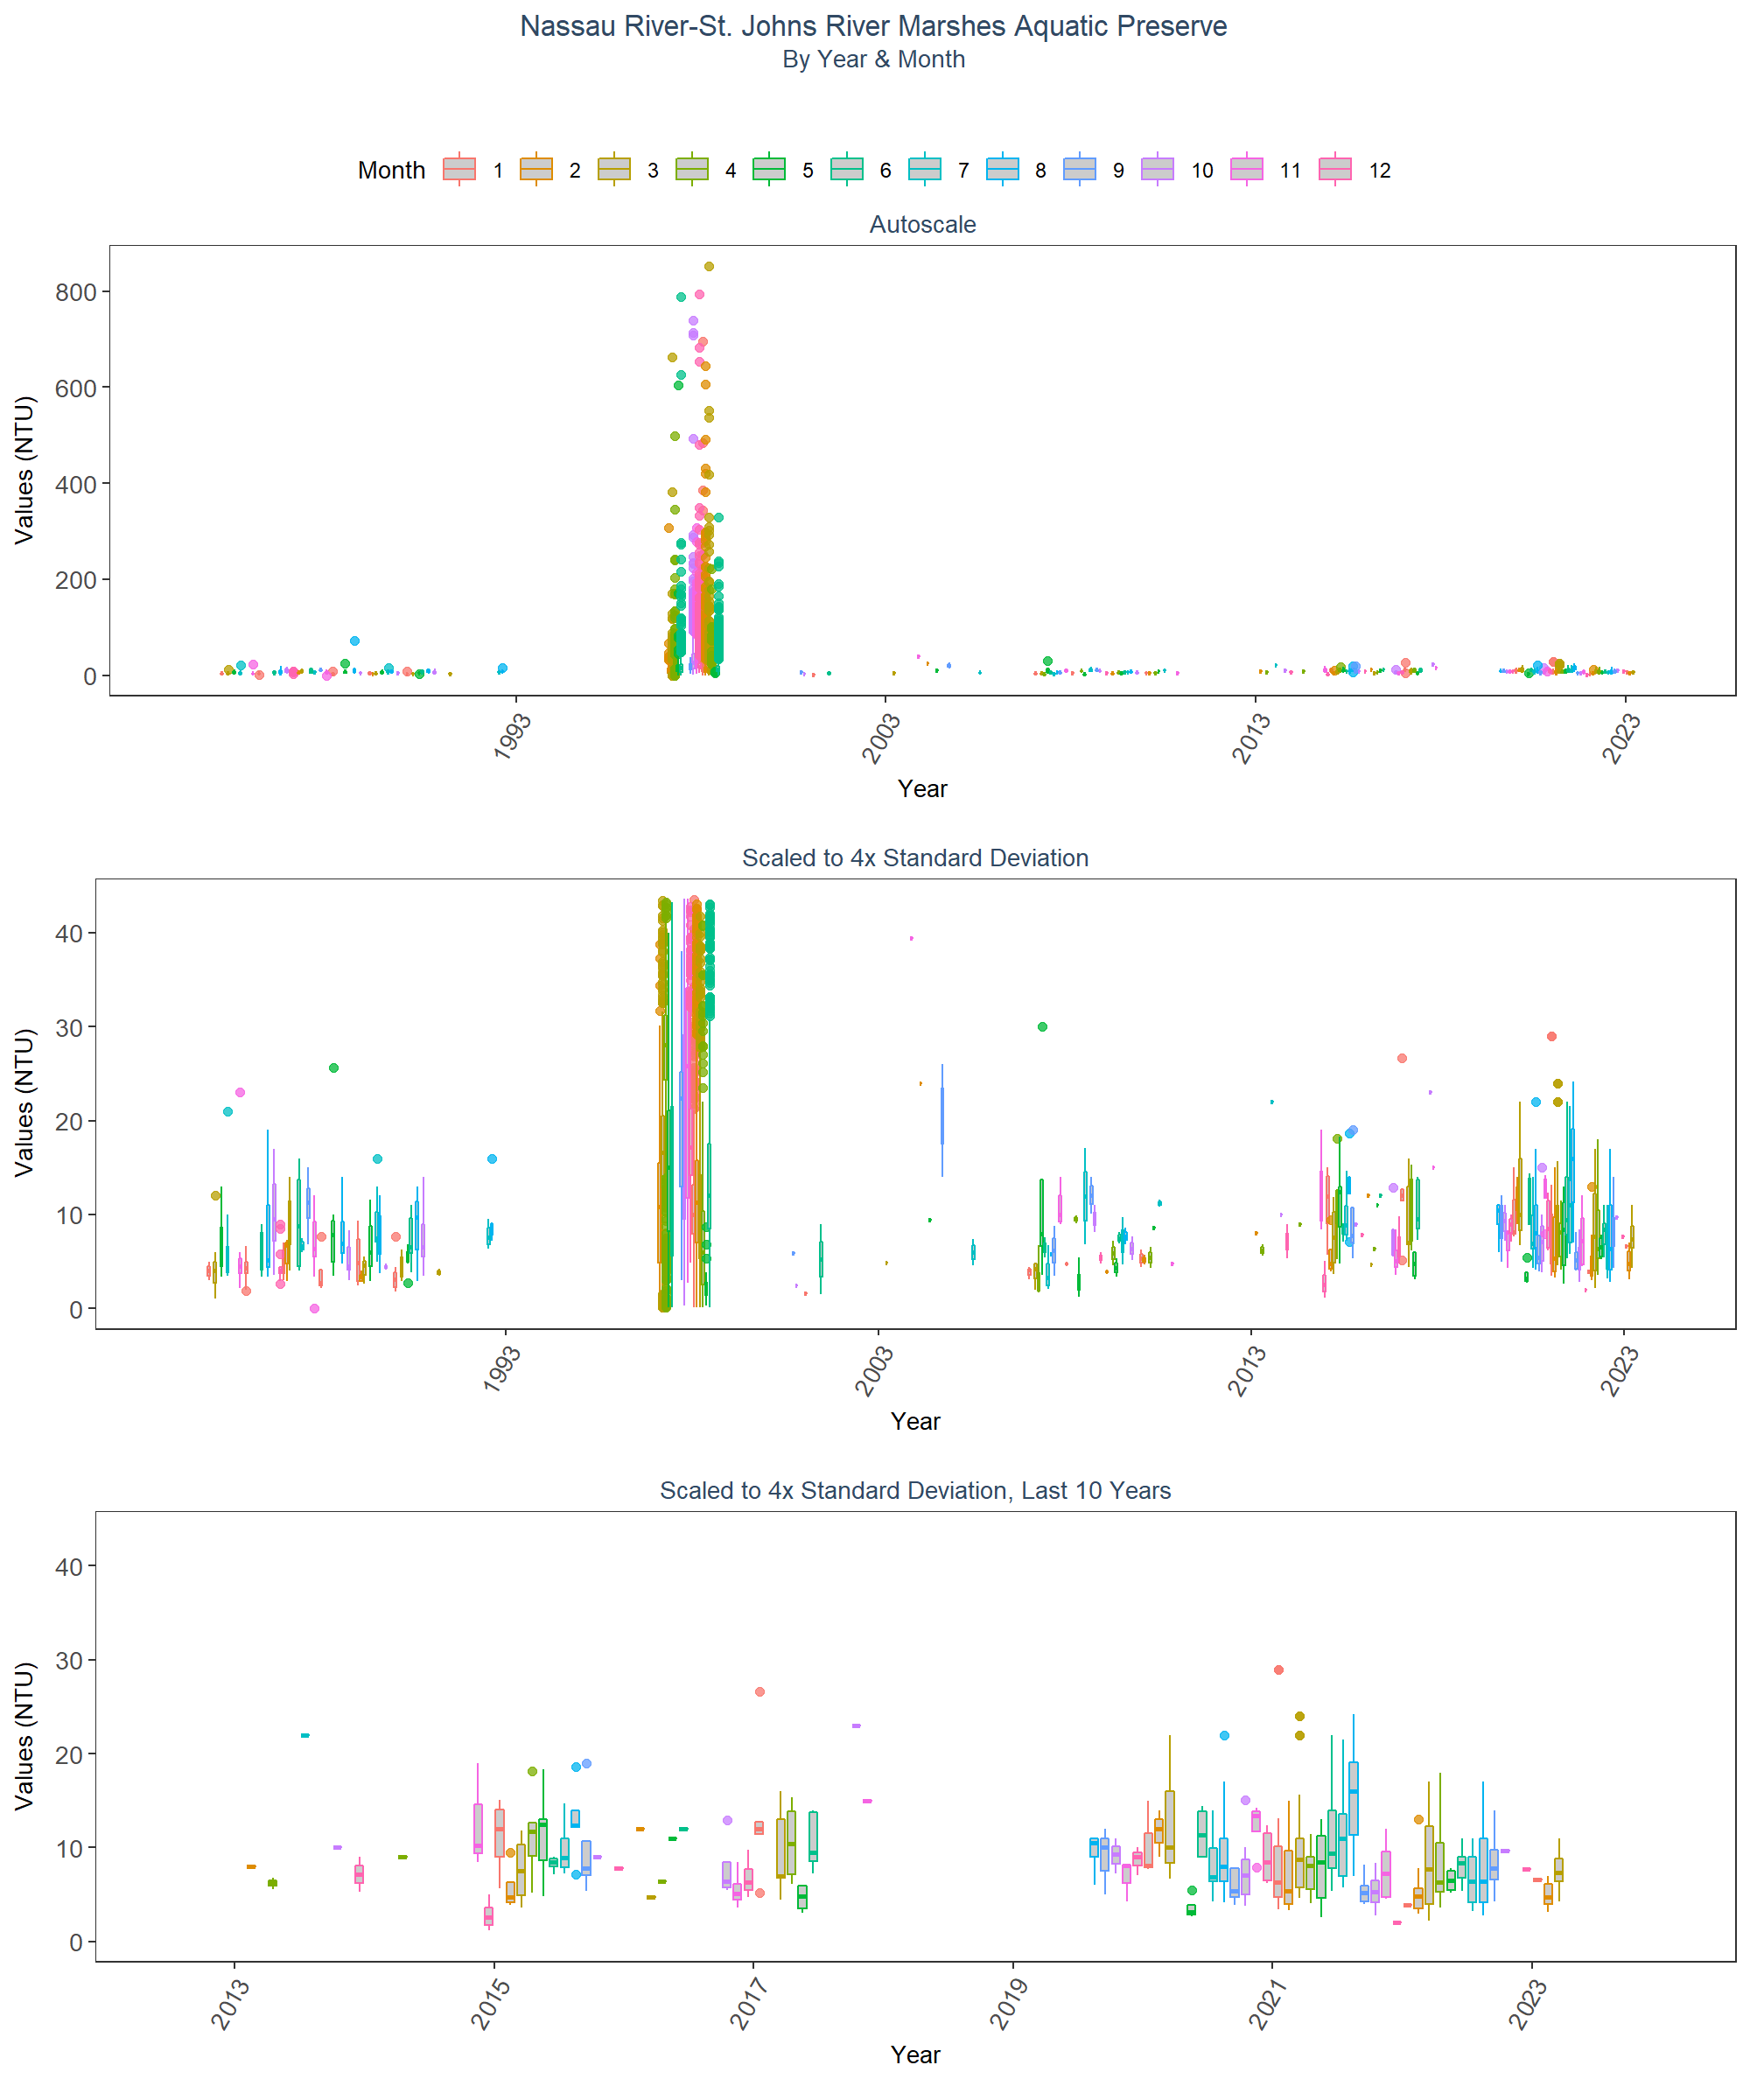 Nassau River-St. Johns River Marshes Aquatic Preserve
By Year & Month
Month 1 2 3 4 5 6 7 8 9 10 11 12
Autoscale
Values (NTU)
800
600
400
200
0
1993 2003 2013 2023
Year
Scaled to 4x Standard Deviation
Values (NTU)
40
30
20
10
0
1993 2003 2013 2023
Year
Scaled to 4x Standard Deviation, Last 10 Years
Values (NTU)
40
30
20
10
0
2013 2015 2017 2019 2021 2023
Year